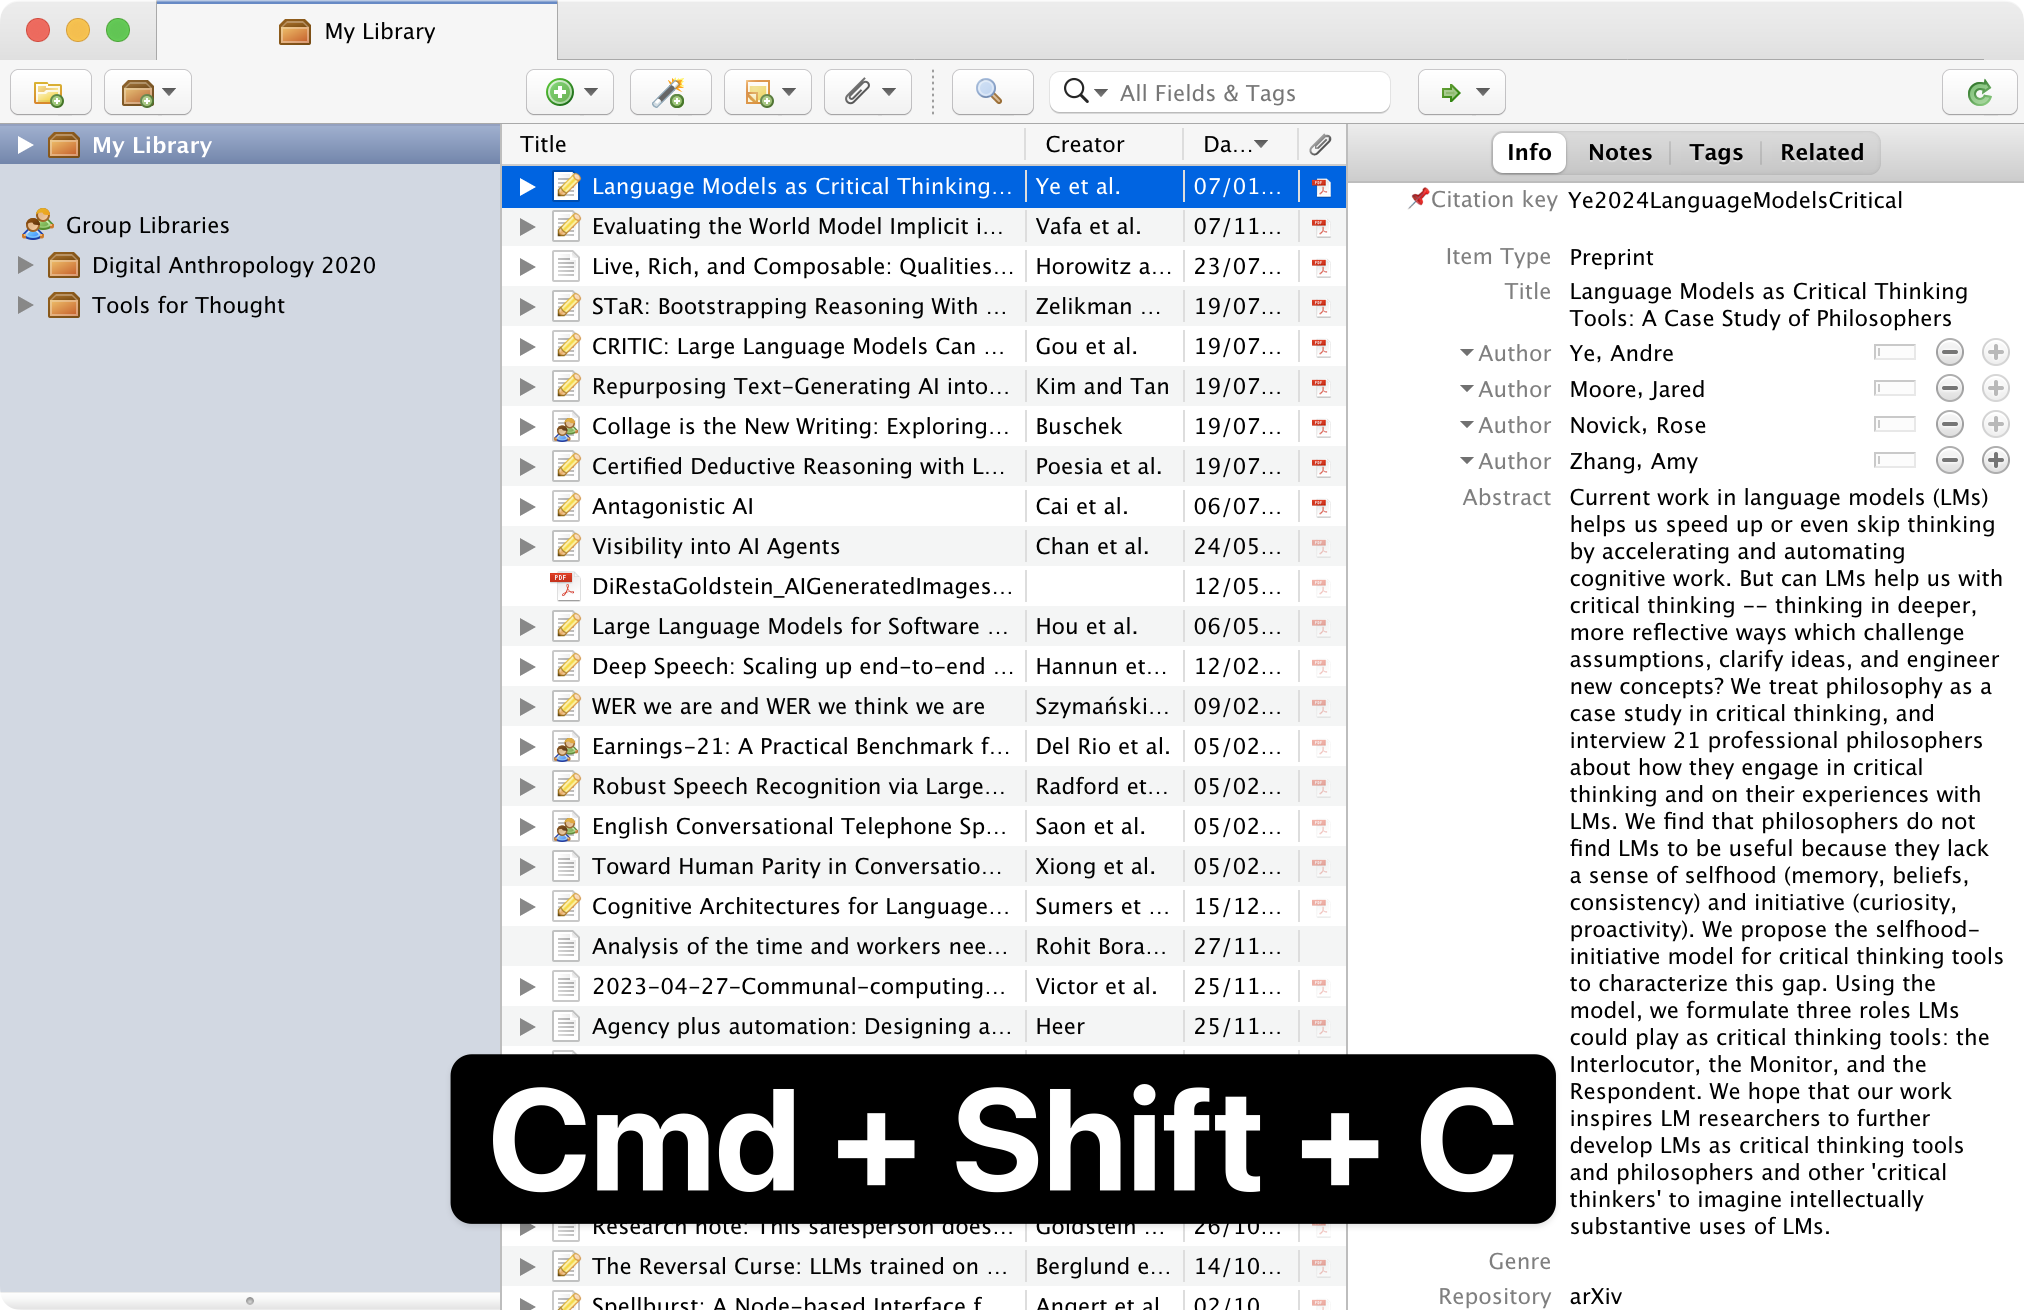 My Library
All Fields & Tags
My Library
Group Libraries
Digital Anthropology 2020
Tools for Thought
Title Creator Da...
Language Models as Critical Thinking... Ye et al. 07/01...
Evaluating the World Model Implicit i... Vafa et al. 07/11...
Live, Rich, and Composable: Qualities... Horowitz a... 23/07...
STaR: Bootstrapping Reasoning With ... Zelikman ... 19/07...
CRITIC: Large Language Models Can ... Gou et al. 19/07...
Repurposing Text-Generating AI into... Kim and Tan 19/07...
Collage is the New Writing: Exploring... Buschek 19/07...
Certified Deductive Reasoning with L... Poesia et al. 19/07...
Antagonistic AI Cai et al. 06/07...
Visibility into AI Agents Chan et al. 24/05...
DiRestaGoldstein_AIGeneratedImages... 12/05...
Large Language Models for Software ... Hou et al. 06/05...
Deep Speech: Scaling up end-to-end ... Hannun et... 12/02...
WER we are and WER we think we are Szymański... 09/02...
Earnings-21: A Practical Benchmark f... Del Rio et al. 05/02...
Robust Speech Recognition via Large... Radford et... 05/02...
English Conversational Telephone Sp... Saon et al. 05/02...
Toward Human Parity in Conversatio... Xiong et al. 05/02...
Cognitive Architectures for Language... Sumers et ... 15/12...
Analysis of the time and workers nee... Rohit Bora... 27/11...
2023-04-27-Communal-computing... Victor et al. 25/11...
Agency plus automation: Designing a... Heer 25/11...
Cmd + Shift + C
Research note: This salesperson does... Goldstein ... 26/10...
The Reversal Curse: LLMs trained on ... Berglund e... 14/10...
Spellburst: A Node-based Interface f... Angert et al. 02/10...
Info Notes Tags Related
Citation key Ye2024LanguageModelsCritical
Item Type Preprint
Title Language Models as Critical Thinking
Tools: A Case Study of Philosophers
Author Ye, Andre
Author Moore, Jared
Author Novick, Rose
Author Zhang, Amy
Abstract Current work in language models (LMs)
helps us speed up or even skip thinking
by accelerating and automating
cognitive work. But can LMs help us with
critical thinking -- thinking in deeper,
more reflective ways which challenge
assumptions, clarify ideas, and engineer
new concepts? We treat philosophy as a
case study in critical thinking, and
interview 21 professional philosophers
about how they engage in critical
thinking and on their experiences with
LMs. We find that philosophers do not
find LMs to be useful because they lack
a sense of selfhood (memory, beliefs,
consistency) and initiative (curiosity,
proactivity). We propose the selfhood-
initiative model for critical thinking tools
to characterize this gap. Using the
model, we formulate three roles LMs
could play as critical thinking tools: the
Interlocutor, the Monitor, and the
Respondent. We hope that our work
inspires LM researchers to further
develop LMs as critical thinking tools
and philosophers and other 'critical
thinkers' to imagine intellectually
substantive uses of LMs.
Genre
Repository arXiv